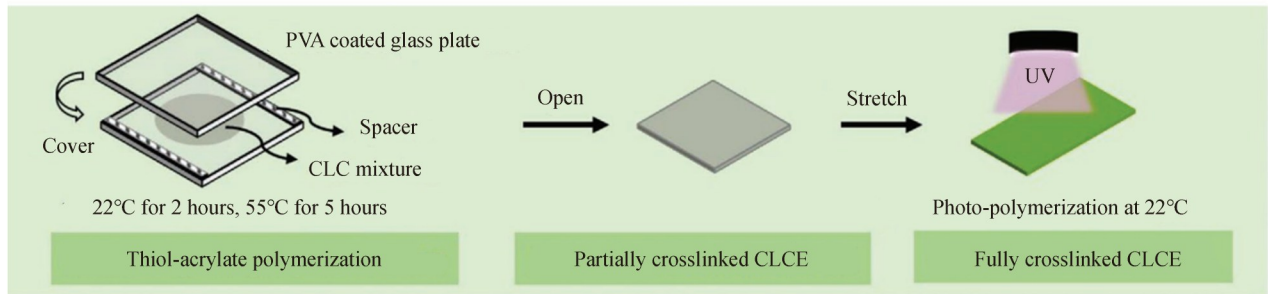 PVA coated glass plate
UV
Open
Stretch
Spacer
Cover
CLC mixture
22℃ for 2 hours, 55℃ for 5 hours
Photo-polymerization at 22℃
Thiol-acrylate polymerization
Partially crosslinked CLCE
Fully crosslinked CLCE